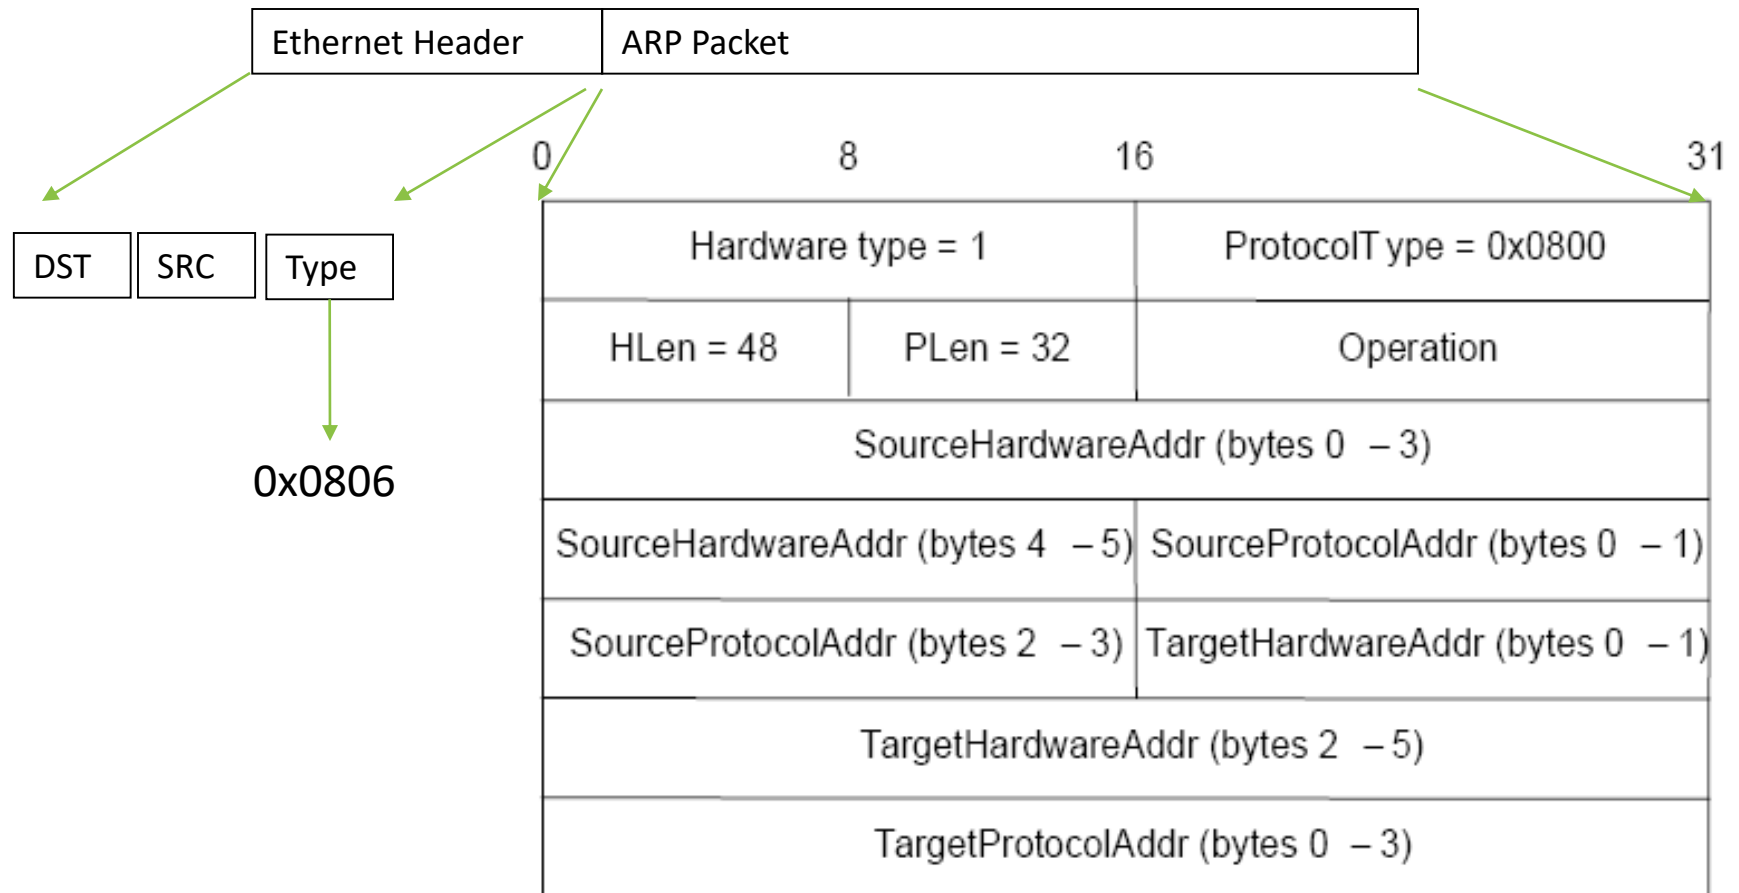 Ethernet Header ARP Packet
0 8 16 31
DST SRC Type
Hardware type = 1 ProtocolT ype = 0x0800
HLen = 48 PLen = 32 Operation
SourceHardwareAddr (bytes 0 – 3)
0x0806
SourceHardwareAddr (bytes 4 – 5) SourceProtocolAddr (bytes 0 – 1)
SourceProtocolAddr (bytes 2 – 3) TargetHardwareAddr (bytes 0 – 1)
TargetHardwareAddr (bytes 2 – 5)
TargetProtocolAddr (bytes 0 – 3)